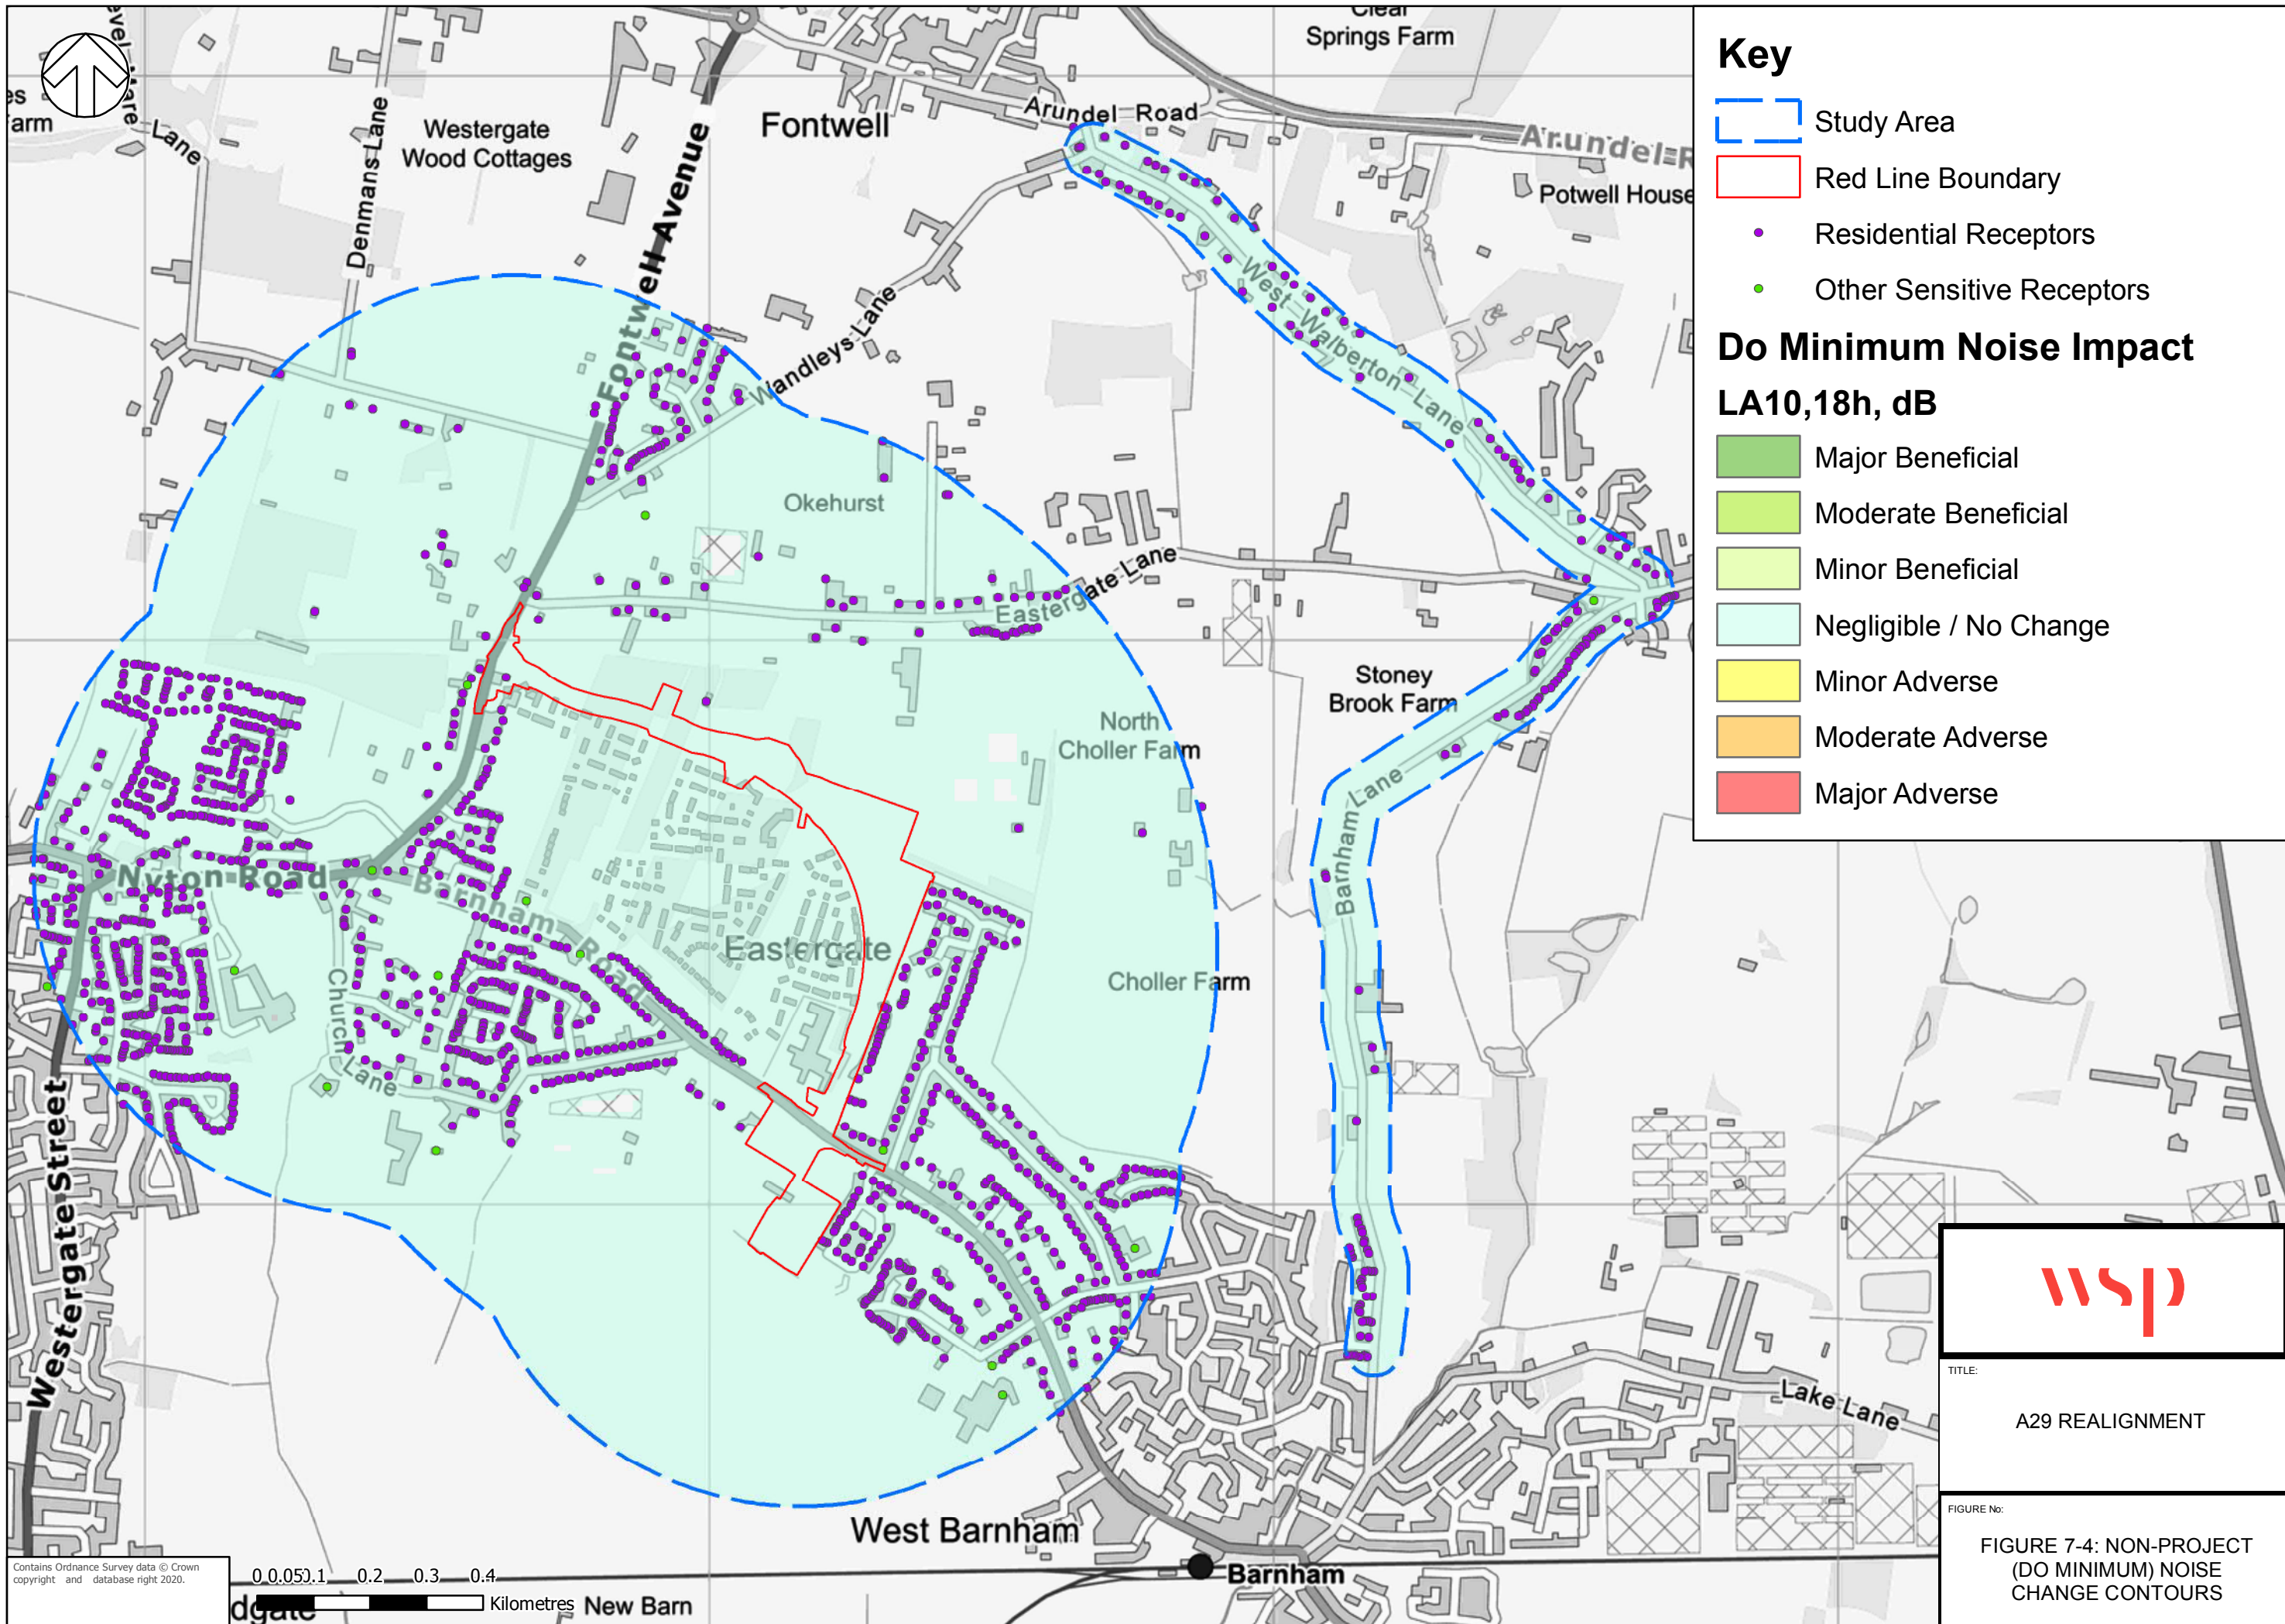 Clear
Springs Farm
Arundel Road
Fontwell
Westergate
Wood Cottages
Lane
Denmans Lane
Fontwell Avenue
Potwell House
West Walberton Lane
Wandleys Lane
Okehurst
Eastergate Lane
Stoney
Brook Farm
North
Choller Farm
Barnham Lane
Nyton Road
Barnham Road
Eastergate
Choller Farm
Church Lane
Westergate Street
West Barnham
Barnham
Lake Lane
New Barn
Key
Study Area
Red Line Boundary
Residential Receptors
Other Sensitive Receptors
Do Minimum Noise Impact
LA10,18h, dB
Major Beneficial
Moderate Beneficial
Minor Beneficial
Negligible / No Change
Minor Adverse
Moderate Adverse
Major Adverse
wsp
TITLE:
A29 REALIGNMENT
FIGURE No:
FIGURE 7-4: NON-PROJECT
(DO MINIMUM) NOISE
CHANGE CONTOURS
Contains Ordnance Survey data © Crown
copyright and database right 2020.
0 0.05 0.1 0.2 0.3 0.4
Kilometres